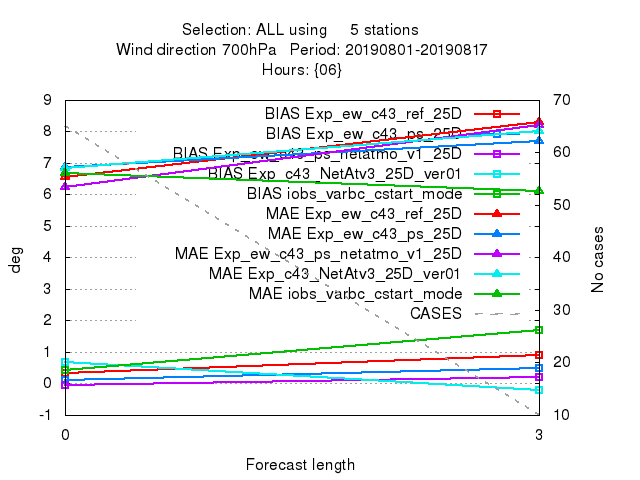 Selection: ALL using 5 stations
Wind direction 700hPa Period: 20190801-20190817
Hours: {06}
9
8
7
6
5
4
3
2
1
0
-1
deg
70
60
50
40
30
20
10
No cases
BIAS Exp_ew_c43_ref_25D
BIAS Exp_ew_c43_ps_25D
BIAS Exp_ew_c43_ps_netatmo_v1_25D
BIAS Exp_c43_NetAtv3_25D_ver01
BIAS iobs_varbc_cstart_mode
MAE Exp_ew_c43_ref_25D
MAE Exp_ew_c43_ps_25D
MAE Exp_ew_c43_ps_netatmo_v1_25D
MAE Exp_c43_NetAtv3_25D_ver01
MAE iobs_varbc_cstart_mode
CASES
0 3
Forecast length